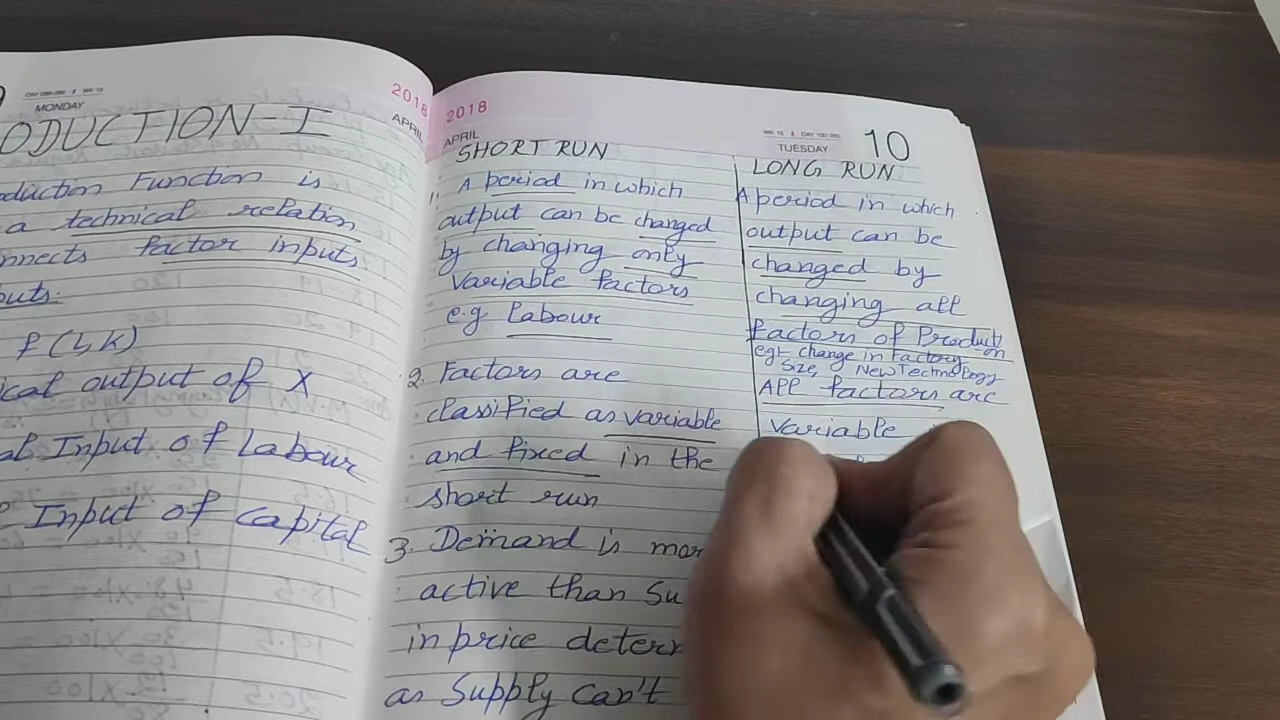 MONDAY
2018
APRIL
ODUCTION-I
oduction Function is
a technical relation
nnects factor inputs
puts.
f (L, K)
ical output of X
al Input of Labour
Input of Capital
2018
APRIL
TUESDAY
10
SHORT RUN
1. A period in which
output can be changed
by changing only
Variable factors
e.g Labour
2. Factors are
classified as variable
and fixed in the
short run
3. Demand is mor
active than Su
in price deter
as Supply can't
LONG RUN
A period in which
output can be
changed by
changing all
factors of Production
eg:- change in Factory
Size, New Technology
All factors are
variable